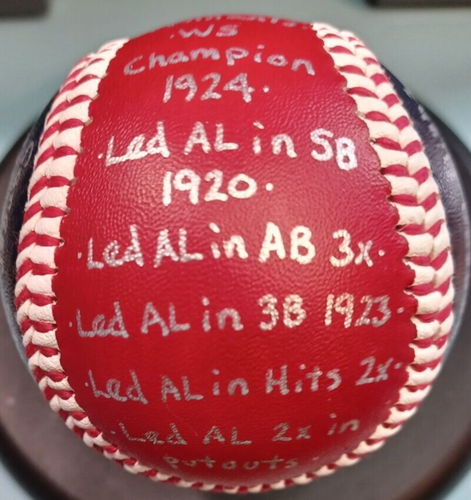 WS
Champion
1924.
·Led AL in SB
1920·
·Led AL in AB 3x·
·Led AL in 3B 1923·
·Led AL in Hits 2x·
·Led AL 2x in
putouts·